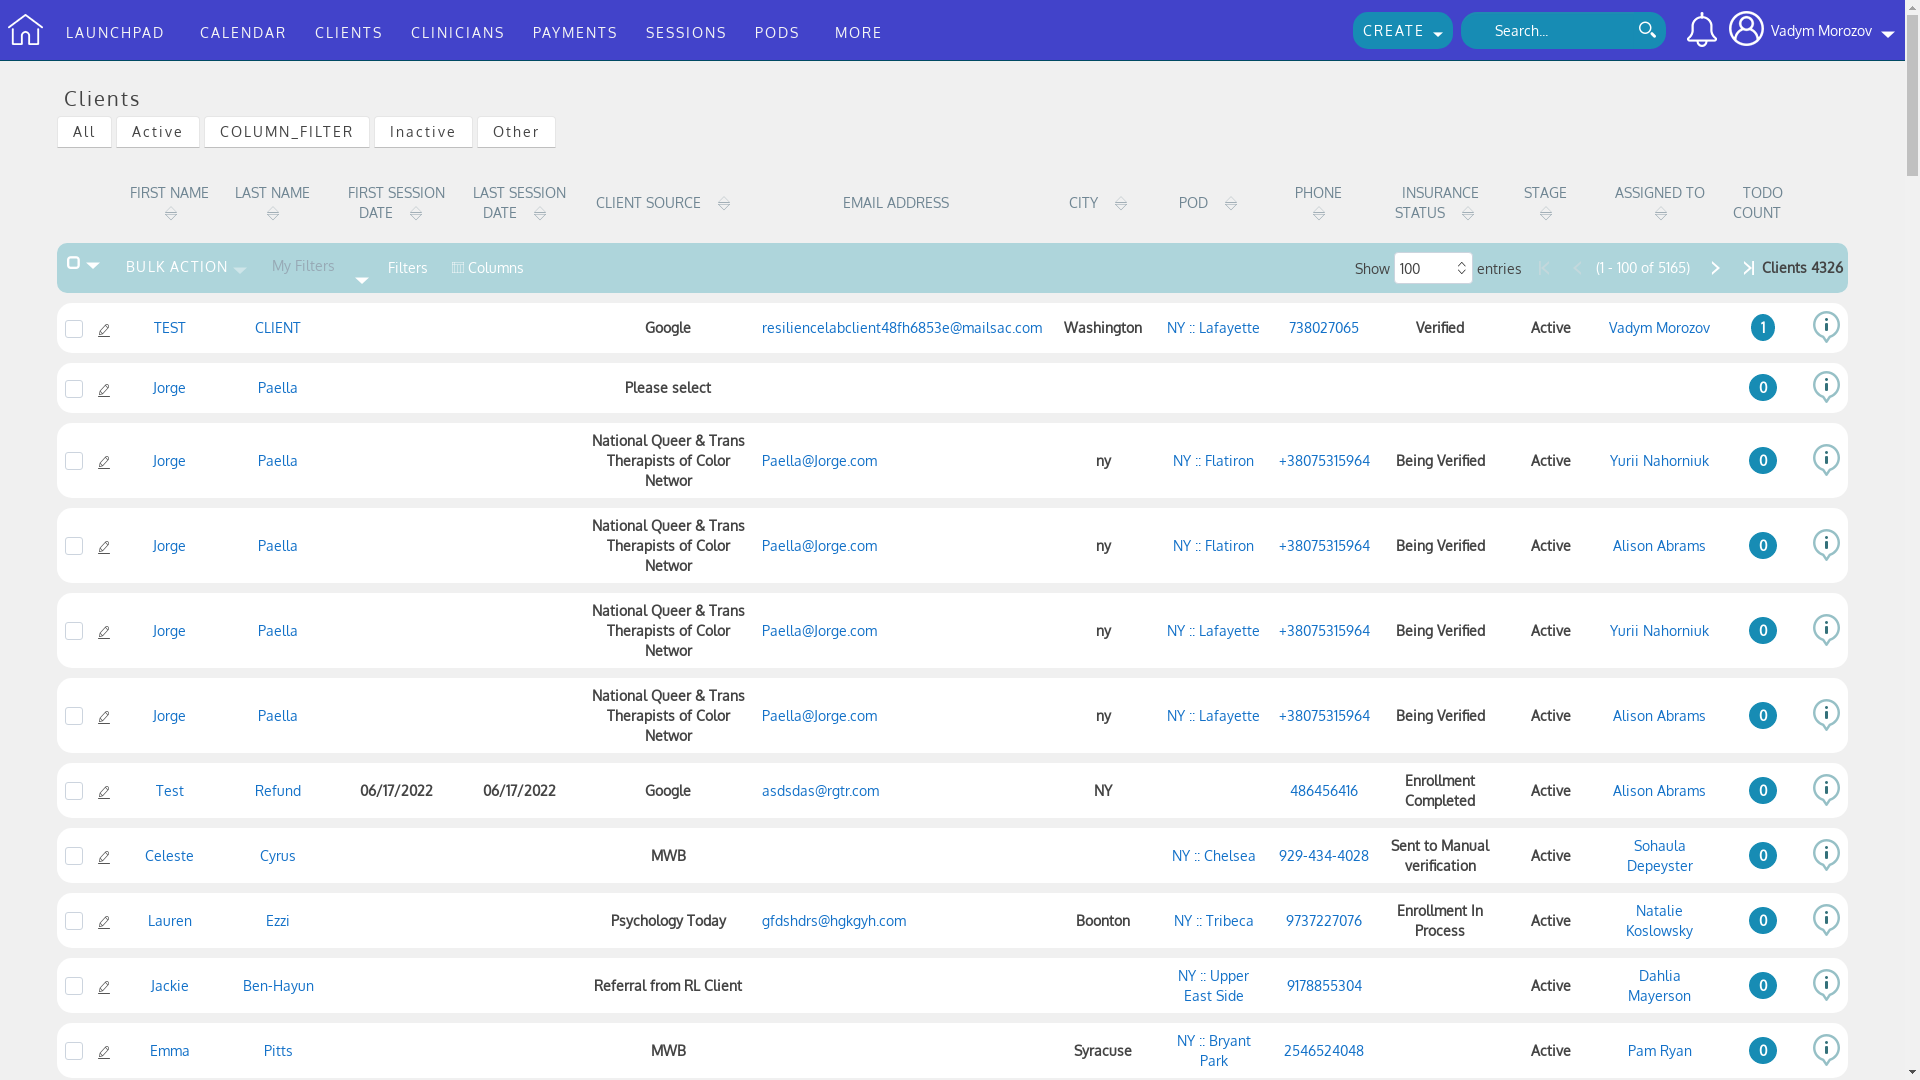 LAUNCHPAD CALENDAR CLIENTS CLINICIANS PAYMENTS SESSIONS PODS MORE CREATE Search... Vadym Morozov
Clients
All Active COLUMN_FILTER Inactive Other
FIRST NAME LAST NAME FIRST SESSION DATE LAST SESSION DATE CLIENT SOURCE EMAIL ADDRESS CITY POD PHONE INSURANCE STATUS STAGE ASSIGNED TO TODO COUNT
BULK ACTION My Filters Filters Columns Show 100 entries (1 - 100 of 5165) Clients 4326
TEST CLIENT Google resiliencelabclient48fh6853e@mailsac.com Washington NY :: Lafayette 738027065 Verified Active Vadym Morozov 1
Jorge Paella Please select 0
Jorge Paella National Queer & Trans Therapists of Color Networ Paella@Jorge.com ny NY :: Flatiron +38075315964 Being Verified Active Yurii Nahorniuk 0
Jorge Paella National Queer & Trans Therapists of Color Networ Paella@Jorge.com ny NY :: Flatiron +38075315964 Being Verified Active Alison Abrams 0
Jorge Paella National Queer & Trans Therapists of Color Networ Paella@Jorge.com ny NY :: Lafayette +38075315964 Being Verified Active Yurii Nahorniuk 0
Jorge Paella National Queer & Trans Therapists of Color Networ Paella@Jorge.com ny NY :: Lafayette +38075315964 Being Verified Active Alison Abrams 0
Test Refund 06/17/2022 06/17/2022 Google asdsdas@rgtr.com NY 486456416 Enrollment Completed Active Alison Abrams 0
Celeste Cyrus MWB NY :: Chelsea 929-434-4028 Sent to Manual verification Active Sohaula Depeyster 0
Lauren Ezzi Psychology Today gfdshdrs@hgkgyh.com Boonton NY :: Tribeca 9737227076 Enrollment In Process Active Natalie Koslowsky 0
Jackie Ben-Hayun Referral from RL Client NY :: Upper East Side 9178855304 Active Dahlia Mayerson 0
Emma Pitts MWB Syracuse NY :: Bryant Park 2546524048 Active Pam Ryan 0